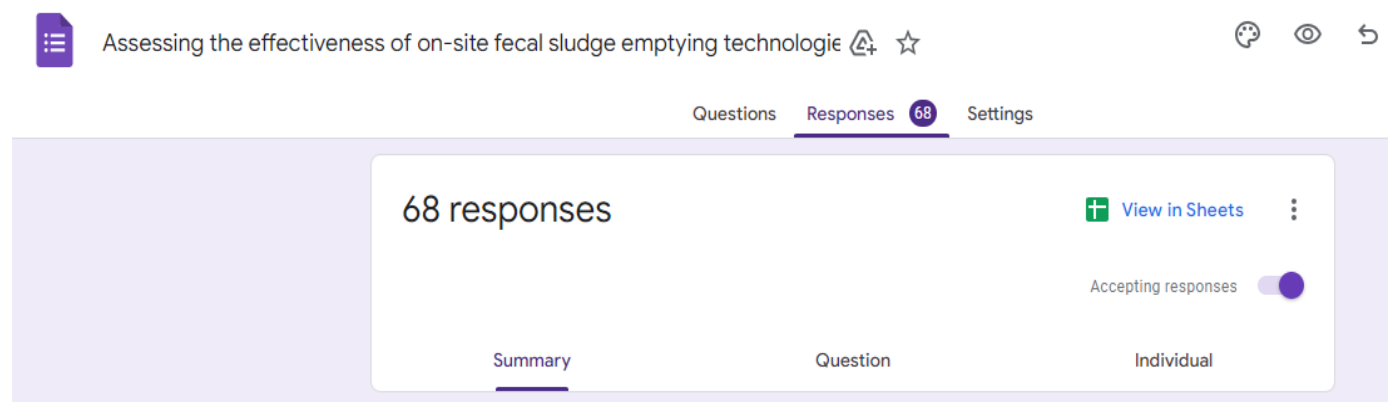 Assessing the effectiveness of on-site fecal sludge emptying technologie
Questions Responses 68 Settings
68 responses
View in Sheets
Accepting responses
Summary Question Individual